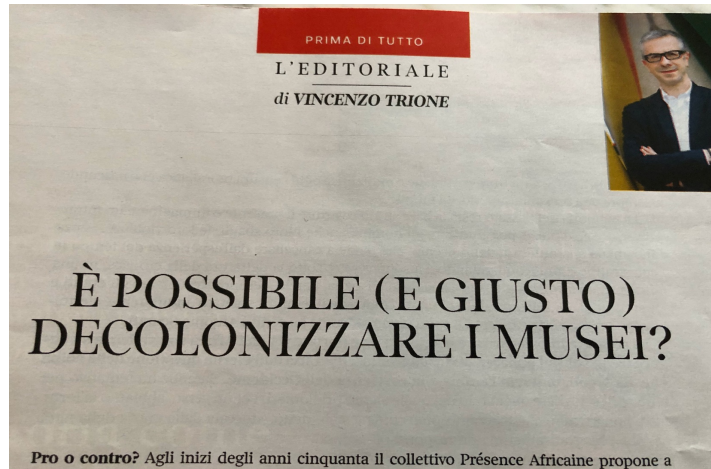 PRIMA DI TUTTO
L'EDITORIALE
di VINCENZO TRIONE
È POSSIBILE (E GIUSTO)
DECOLONIZZARE I MUSEI?
Pro o contro? Agli inizi degli anni cinquanta il collettivo Présence Africaine propone a